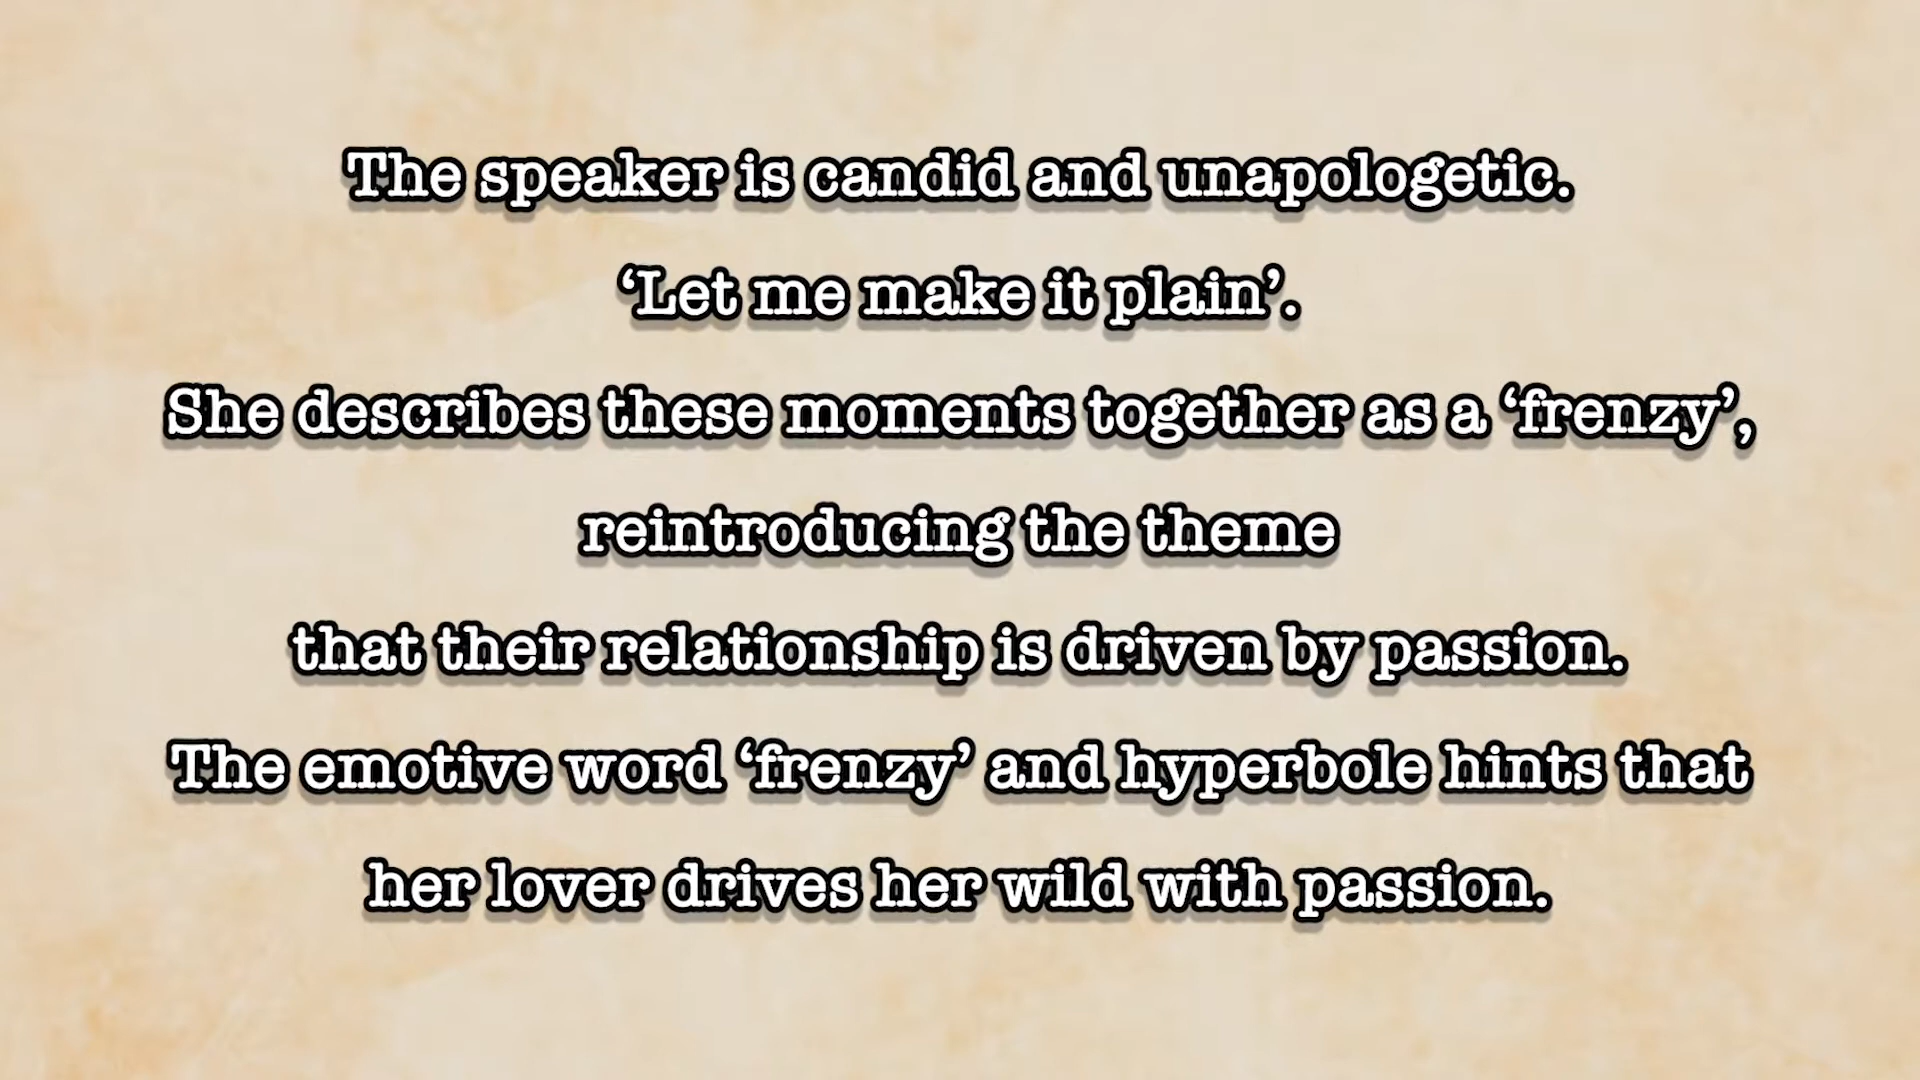 The speaker is candid and unapologetic.
‘Let me make it plain’.
She describes these moments together as a ‘frenzy’,
reintroducing the theme
that their relationship is driven by passion.
The emotive word ‘frenzy’ and hyperbole hints that
her lover drives her wild with passion.